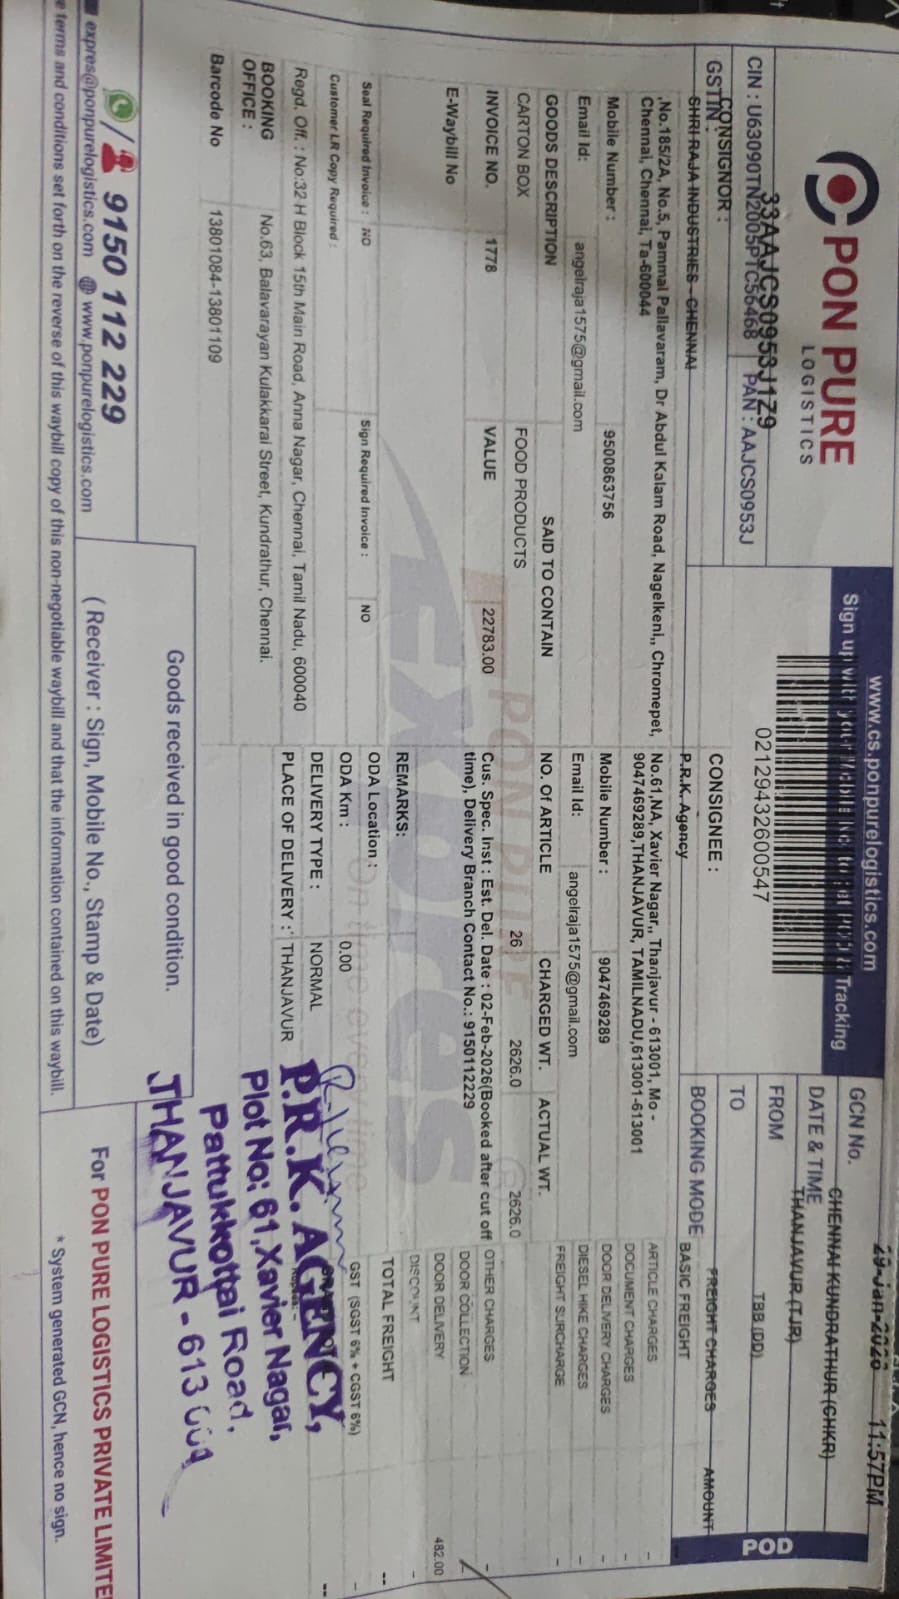 PON PURE
LOGISTICS
CIN : U63090TN2005PTC56468
PAN : AAJCS0953J
GSTIN :
33AAJCS0953J1Z9
www.cs.ponpurelogistics.com
Sign up with your Mobile No. to get POD & Tracking
02129432600547
GCN No.
DATE & TIME
29-Jan-2026 11:57PM
FROM
CHENNAI KUNDRATHUR (CHKR)
TO
THANJAVUR (TJR)
BOOKING MODE
TBB (DD)
POD
CONSIGNOR :
SHRI RAJA INDUSTRIES - CHENNAI
,No.185/2A, No.5, Pammal Pallavaram, Dr Abdul Kalam Road, Nagelkeni,, Chromepet,
Chennai, Chennai, Ta-600044
Mobile Number : 9500863756
Email Id: angelraja1575@gmail.com
CONSIGNEE :
P.R.K. Agency
No.61,NA, Xavier Nagar,, Thanjavur - 613001, Mo -
9047469289,THANJAVUR, TAMILNADU,613001-613001
Mobile Number : 9047469289
Email Id: angelraja1575@gmail.com
GOODS DESCRIPTION SAID TO CONTAIN NO. Of ARTICLE CHARGED WT. ACTUAL WT.
CARTON BOX FOOD PRODUCTS 26 2626.0 2626.0
INVOICE NO. 1778 VALUE 22783.00
Cus. Spec. Inst : Est. Del. Date : 02-Feb-2026(Booked after cut off
time), Delivery Branch Contact No.: 9150112229
E-Waybill No
REMARKS:
Seal Required Invoice : NO Sign Required Invoice : NO
ODA Location :
Customer LR Copy Required :
ODA Km : 0.00
DELIVERY TYPE : NORMAL
PLACE OF DELIVERY : THANJAVUR
Regd. Off. : No:32 H Block 15th Main Road, Anna Nagar, Chennai, Tamil Nadu, 600040
BOOKING
OFFICE :
No,63, Balavarayan Kulakkarai Street, Kundrathur, Chennai.
Barcode No 13801084-13801109
PON PURE
Expres
On time everytime
FREIGHT CHARGES AMOUNT
BASIC FREIGHT -
ARTICLE CHARGES -
DOCUMENT CHARGES -
DOOR DELIVERY CHARGES -
DIESEL HIKE CHARGES -
FREIGHT SURCHARGE -
OTHER CHARGES -
DOOR COLLECTION
DOOR DELIVERY 482.00
DISCOUNT -
TOTAL FREIGHT --
GST (SGST 6% + CGST 6%) -
P.R.K. AGENCY,
Plot No: 61,Xavier Nagar,
Pattukkottai Road,
THANJAVUR - 613 001
9150 112 229
expres@ponpurelogistics.com www.ponpurelogistics.com
Goods received in good condition.
( Receiver : Sign, Mobile No., Stamp & Date)
For PON PURE LOGISTICS PRIVATE LIMITE
* System generated GCN, hence no sign.
e terms and conditions set forth on the reverse of this waybill copy of this non-negotiable waybill and that the information contained on this waybill.